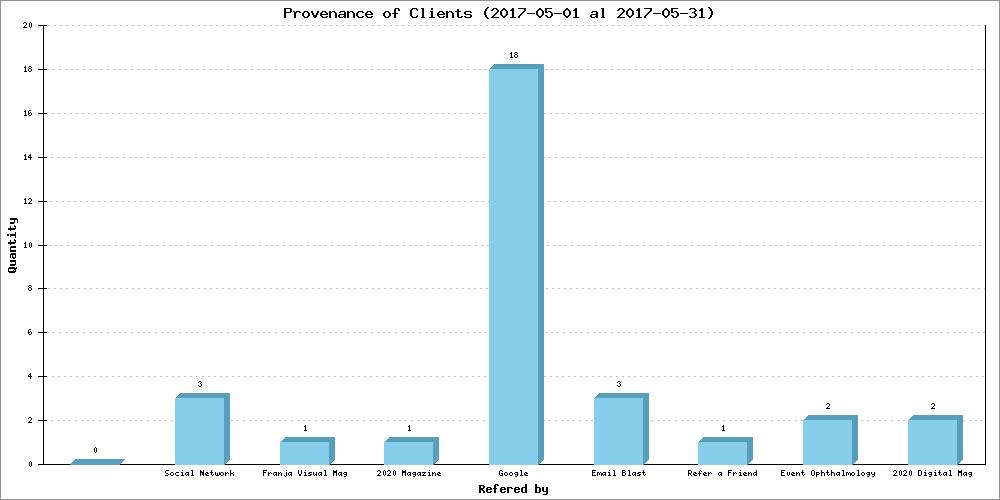 Provenance of Clients (2017-05-01 al 2017-05-31)
Quantity
20
18
16
14
12
10
8
6
4
2
0
0
3
1
1
18
3
1
2
2
Social Network
Franja Visual Mag
2020 Magazine
Google
Email Blast
Refer a Friend
Event Ophthalmology
2020 Digital Mag
Refered by